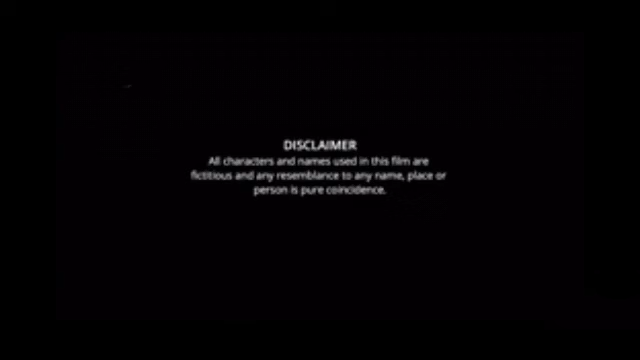 DISCLAIMER
All characters and names used in this film are
fictitious and any resemblance to any name, place or
person is pure coincidence.